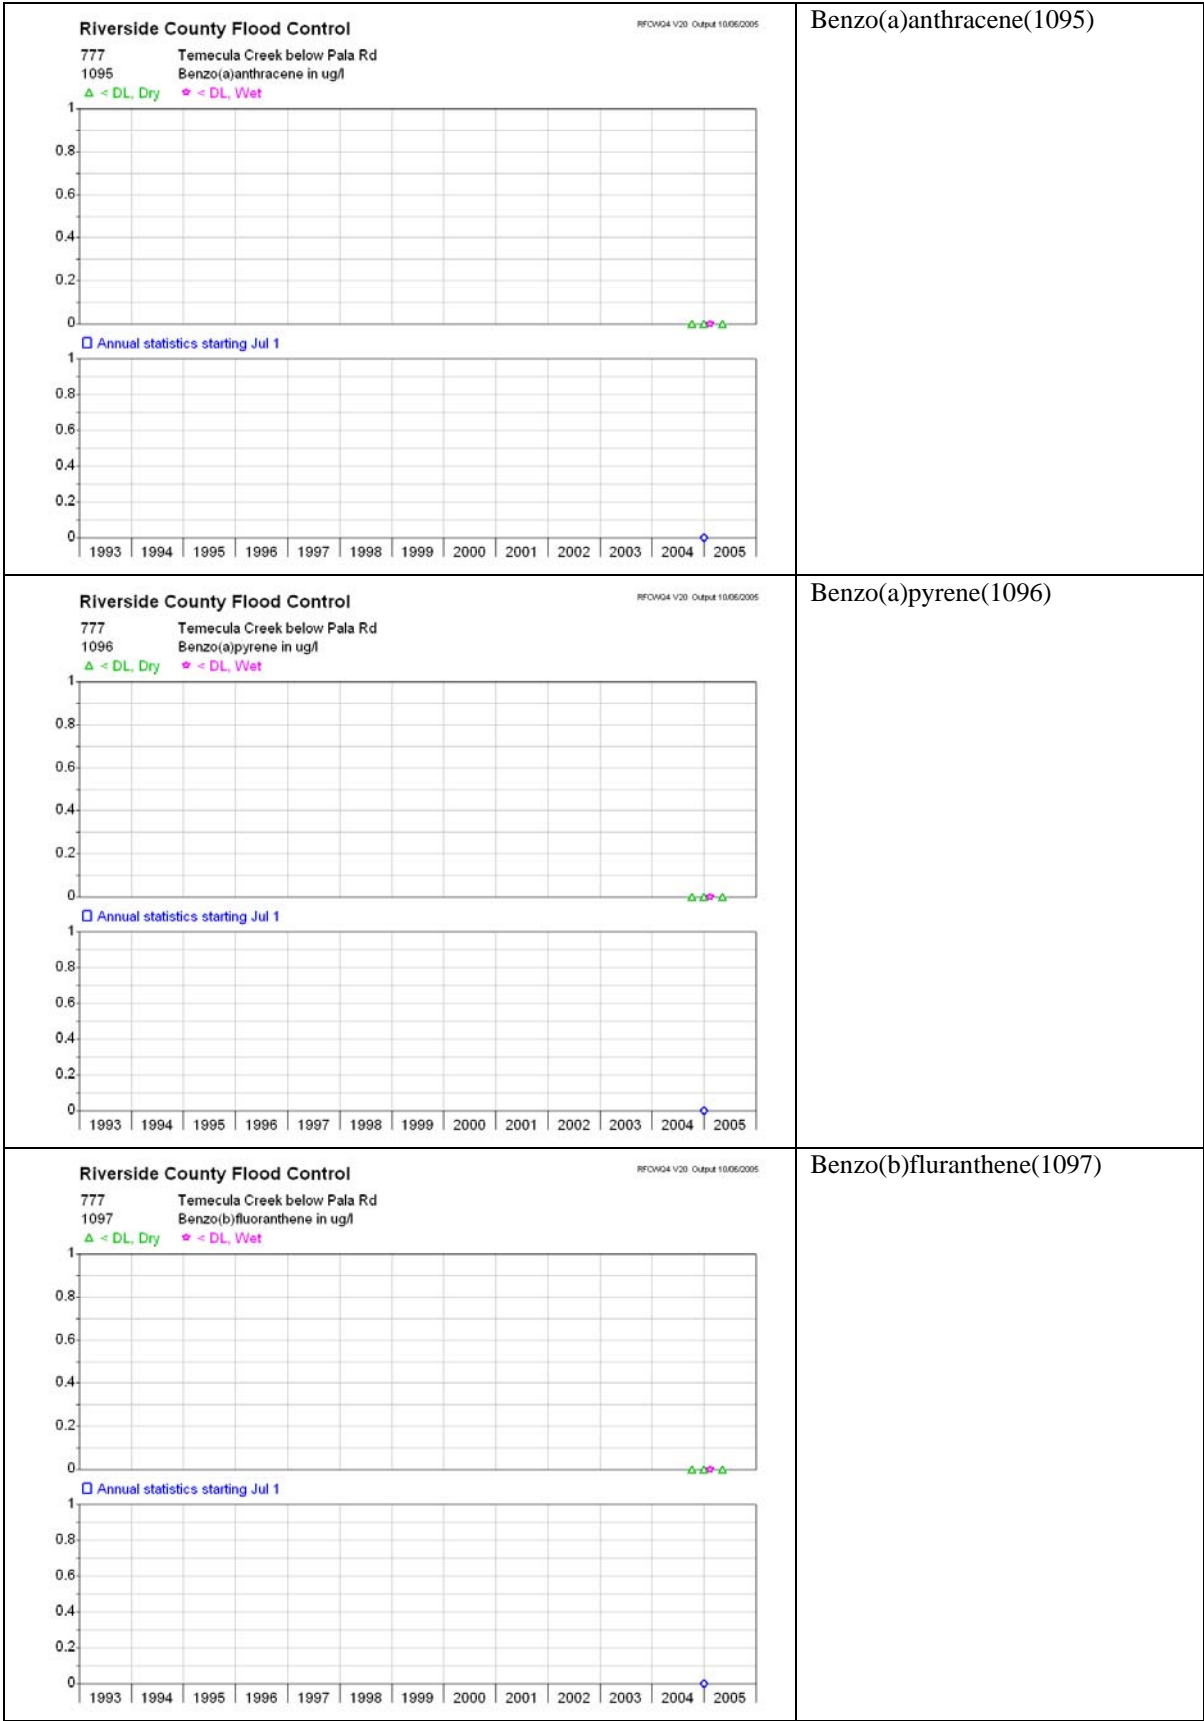 Riverside County Flood Control
RFCWQ4 V20 Output 10/06/2005
777 Temecula Creek below Pala Rd
1095 Benzo(a)anthracene in ug/l
< DL, Dry < DL, Wet
1
0.8
0.6
0.4
0.2
0
Annual statistics starting Jul 1
1
0.8
0.6
0.4
0.2
0
1993 1994 1995 1996 1997 1998 1999 2000 2001 2002 2003 2004 2005
Benzo(a)anthracene(1095)
Riverside County Flood Control
RFCWQ4 V20 Output 10/06/2005
777 Temecula Creek below Pala Rd
1096 Benzo(a)pyrene in ug/l
< DL, Dry < DL, Wet
1
0.8
0.6
0.4
0.2
0
Annual statistics starting Jul 1
1
0.8
0.6
0.4
0.2
0
1993 1994 1995 1996 1997 1998 1999 2000 2001 2002 2003 2004 2005
Benzo(a)pyrene(1096)
Riverside County Flood Control
RFCWQ4 V20 Output 10/06/2005
777 Temecula Creek below Pala Rd
1097 Benzo(b)fluoranthene in ug/l
< DL, Dry < DL, Wet
1
0.8
0.6
0.4
0.2
0
Annual statistics starting Jul 1
1
0.8
0.6
0.4
0.2
0
1993 1994 1995 1996 1997 1998 1999 2000 2001 2002 2003 2004 2005
Benzo(b)fluranthene(1097)